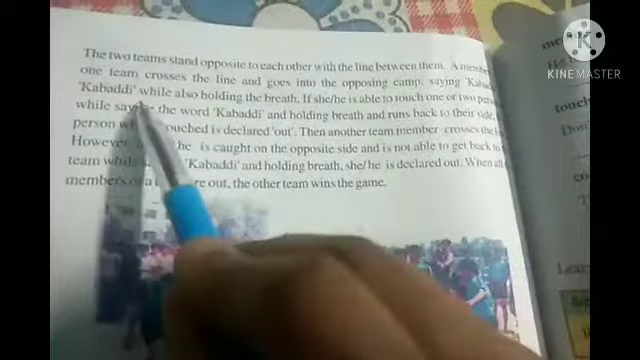 The two teams stand opposite to each other with the line between them. A member
one team crosses the line and goes into the opposing camp, saying 'Kabad
'Kabaddi' while also holding the breath. If she/he is able to touch one or two pers
while the word 'Kabaddi' and holding breath and runs back to their side,
person touched is declared 'out'. Then another team member crosses the
However he is caught on the opposite side and is not able to get back to
team while 'Kabaddi' and holding breath, she/he is declared out. When all
members of a re out, the other team wins the game.
KINEMASTER